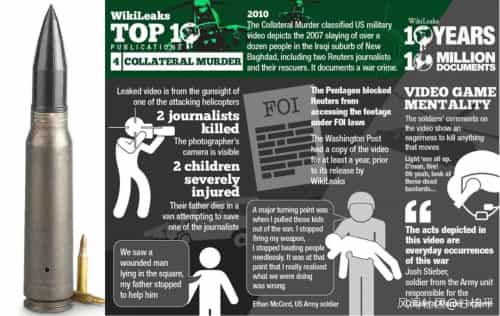 WikiLeaks
TOP 10
PUBLICATIONS
4 COLLATERAL MURDER
2010
The Collateral Murder classified US military
video depicts the 2007 slaying of over a
dozen people in the Iraqi suburb of New
Baghdad, including two Reuters journalists
and their rescuers. It documents a war crime.
WikiLeaks
10 YEARS
10 MILLION
DOCUMENTS
Leaked video is from the gunsight of
one of the attacking helicopters
2 journalists
killed
The photographer's
camera is visible
2 children
severely
injured
Their father dies in a
van attempting to save
one of the journalists
We saw a
wounded man
lying in the square,
my father stopped
to help him
FOI
The Pentagon blocked
Reuters from
accessing the footage
under FOI laws
The Washington Post
had a copy of the video
for at least a year, prior
to its release by
WikiLeaks
A major turning point was
when I pulled those kids
out of the van. I stopped
firing my weapon,
I stopped beating people
needlessly. It was at that
point that I really realised
what we were doing
was wrong
Ethan McCord, US Army soldier
VIDEO GAME
MENTALITY
The soldiers' comments on
the video show an
eagerness to kill anything
that moves
Light 'em all up.
C'mon, fire!
Oh yeah, look at
those dead
bastards...
The acts depicted
in this video are
everyday occurrences
of this war
Josh Stieber,
soldier from the Army unit
responsible for the